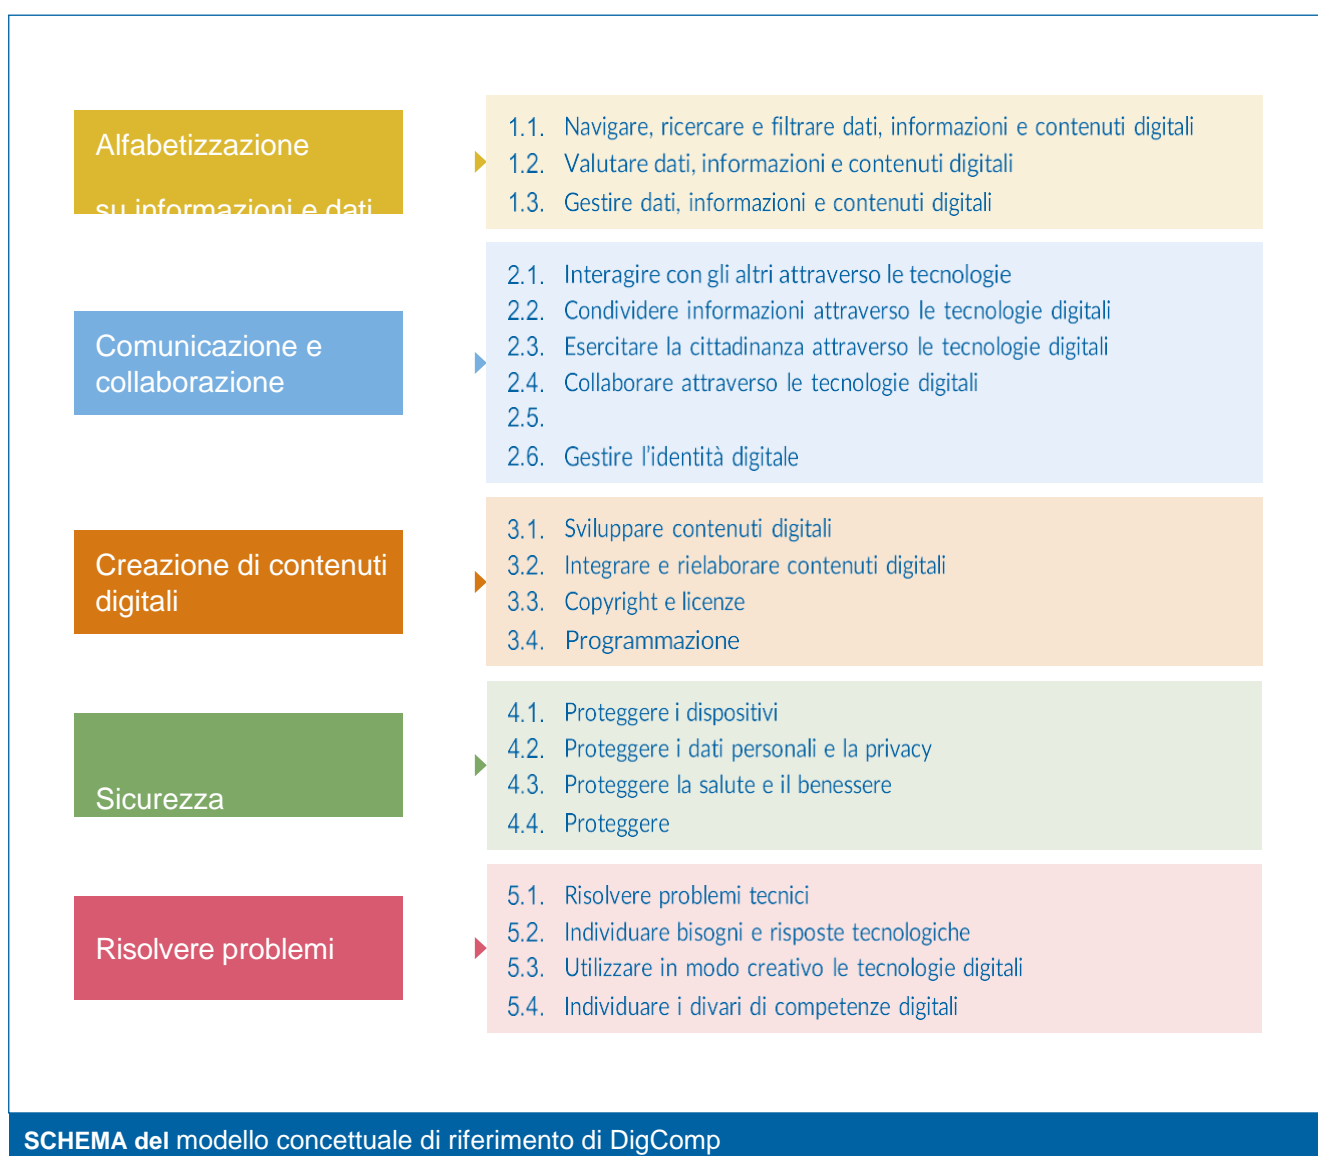 Alfabetizzazione
su informazioni e dati
1.1. Navigare, ricercare e filtrare dati, informazioni e contenuti digitali
1.2. Valutare dati, informazioni e contenuti digitali
1.3. Gestire dati, informazioni e contenuti digitali
Comunicazione e
collaborazione
2.1. Interagire con gli altri attraverso le tecnologie
2.2. Condividere informazioni attraverso le tecnologie digitali
2.3. Esercitare la cittadinanza attraverso le tecnologie digitali
2.4. Collaborare attraverso le tecnologie digitali
2.5.
2.6. Gestire l'identità digitale
Creazione di contenuti
digitali
3.1. Sviluppare contenuti digitali
3.2. Integrare e rielaborare contenuti digitali
3.3. Copyright e licenze
3.4. Programmazione
Sicurezza
4.1. Proteggere i dispositivi
4.2. Proteggere i dati personali e la privacy
4.3. Proteggere la salute e il benessere
4.4. Proteggere
Risolvere problemi
5.1. Risolvere problemi tecnici
5.2. Individuare bisogni e risposte tecnologiche
5.3. Utilizzare in modo creativo le tecnologie digitali
5.4. Individuare i divari di competenze digitali
SCHEMA del modello concettuale di riferimento di DigComp